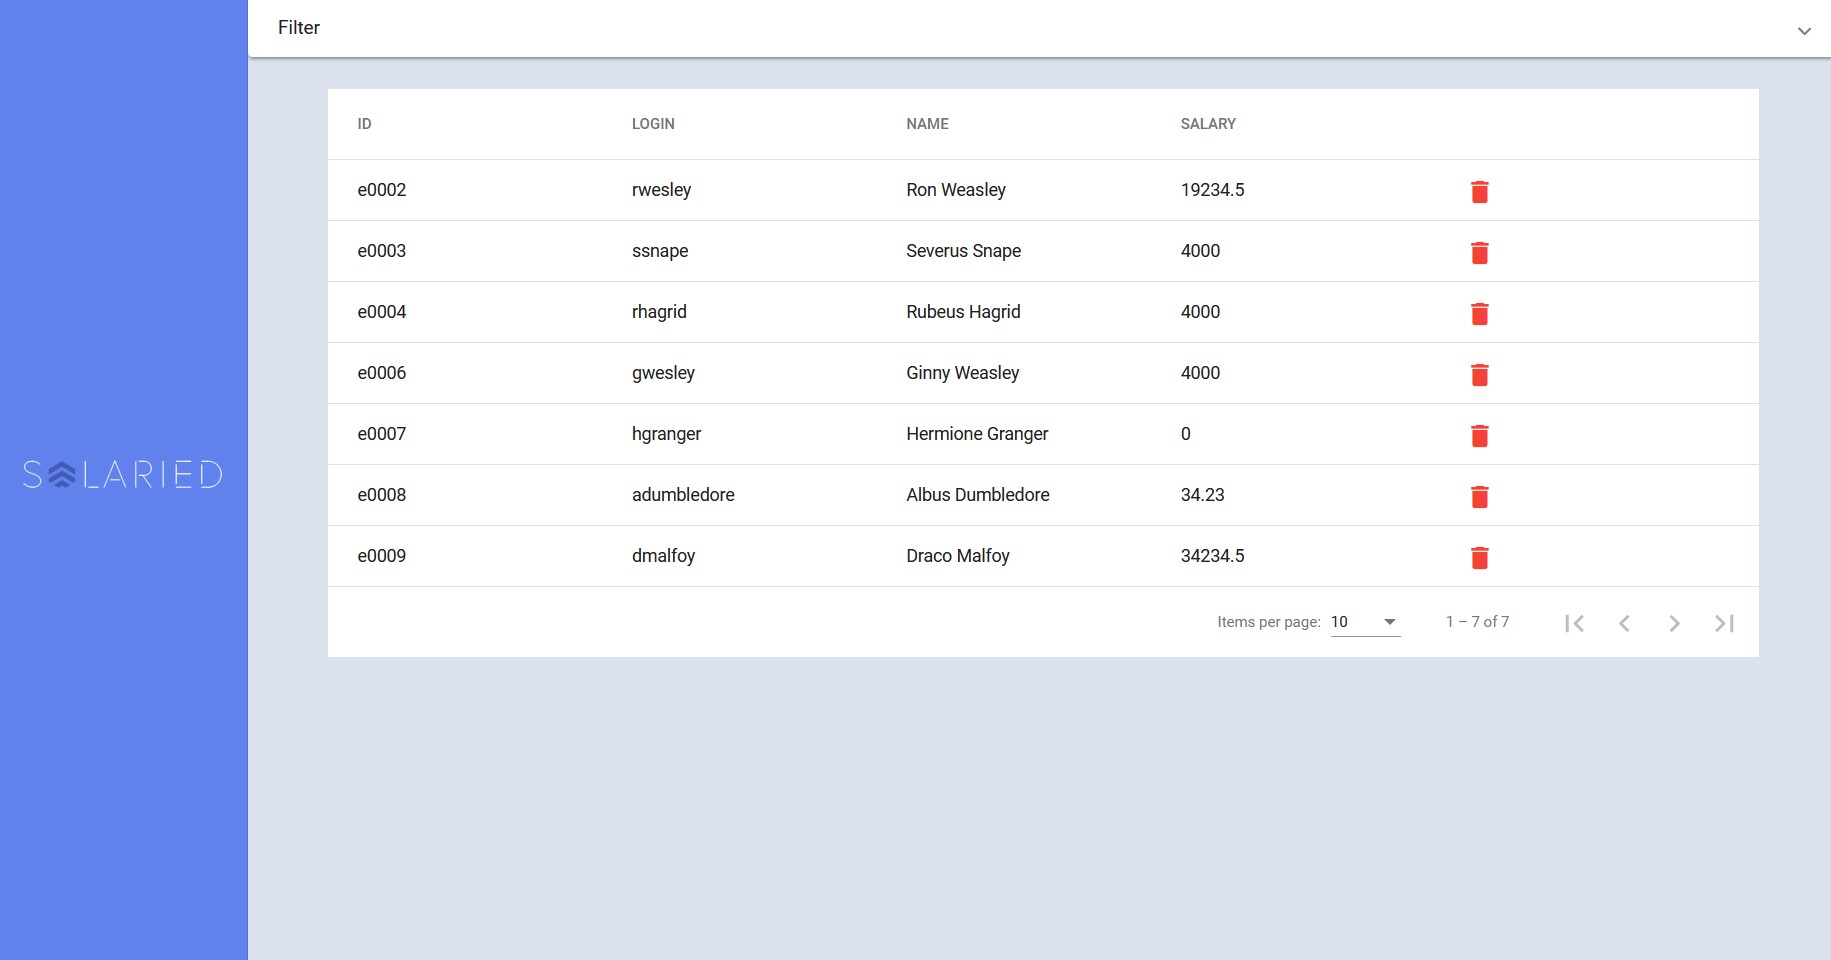 Filter
ID LOGIN NAME SALARY
e0002 rwesley Ron Weasley 19234.5
e0003 ssnape Severus Snape 4000
e0004 rhagrid Rubeus Hagrid 4000
e0006 gwesley Ginny Weasley 4000
e0007 hgranger Hermione Granger 0
SALARIED
e0008 adumbledore Albus Dumbledore 34.23
e0009 dmalfoy Draco Malfoy 34234.5
Items per page: 10 1 – 7 of 7